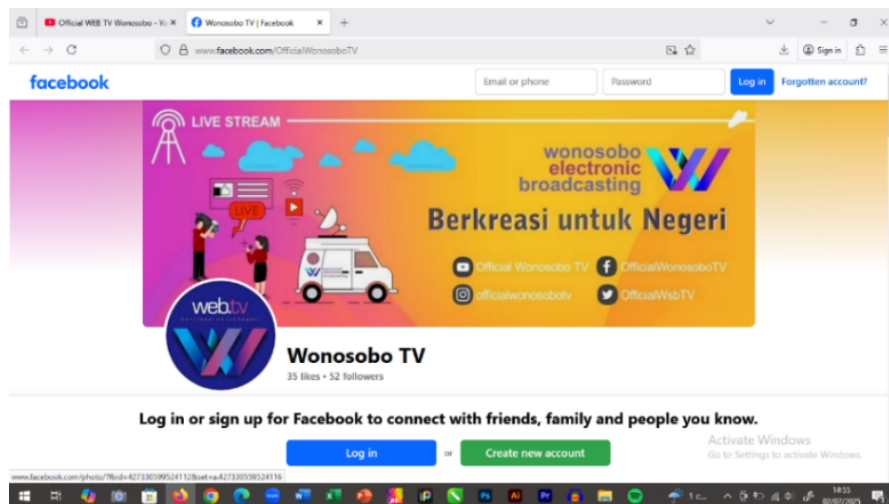 Official WEB TV Wonosobo - Yo
Wonosobo TV | Facebook
www.facebook.com/OfficialWonosoboTV
Sign in
facebook
Email or phone
Password
Log in
Forgotten account?
LIVE STREAM
LIVE
wonosobo
electronic
broadcasting
Berkreasi untuk Negeri
Official Wonosobo TV
OfficialWonosoboTV
officialwonosobotv
OfficialWsbTV
web.tv
Wonosobo TV
35 likes • 52 followers
Log in or sign up for Facebook to connect with friends, family and people you know.
Log in
or
Create new account
Activate Windows
Go to Settings to activate Windows.
14:55
02/07/2025